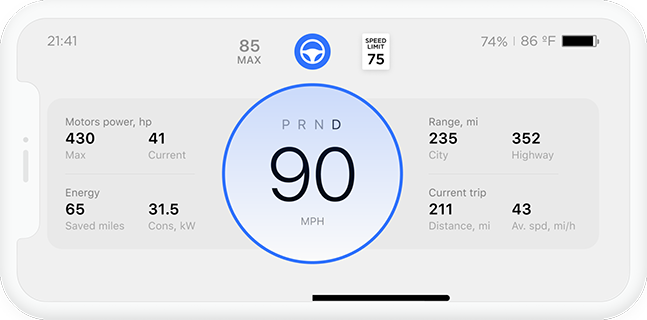 21:41
85
MAX
SPEED
LIMIT
75
74% | 86 ºF
Motors power, hp
430 41
Max Current
Energy
65 31.5
Saved miles Cons, kW
P R N D
90
MPH
Range, mi
235 352
City Highway
Current trip
211 43
Distance, mi Av. spd, mi/h